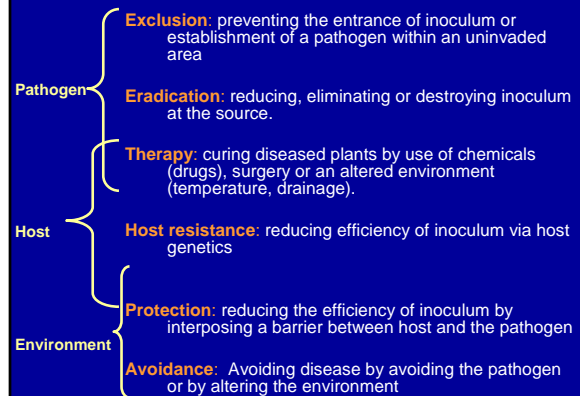 Exclusion: preventing the entrance of inoculum or
establishment of a pathogen within an uninvaded
area
Pathogen
Eradication: reducing, eliminating or destroying inoculum
at the source.
Therapy: curing diseased plants by use of chemicals
(drugs), surgery or an altered environment
(temperature, drainage).
Host
Host resistance: reducing efficiency of inoculum via host
genetics
Protection: reducing the efficiency of inoculum by
interposing a barrier between host and the pathogen
Environment
Avoidance: Avoiding disease by avoiding the pathogen
or by altering the environment